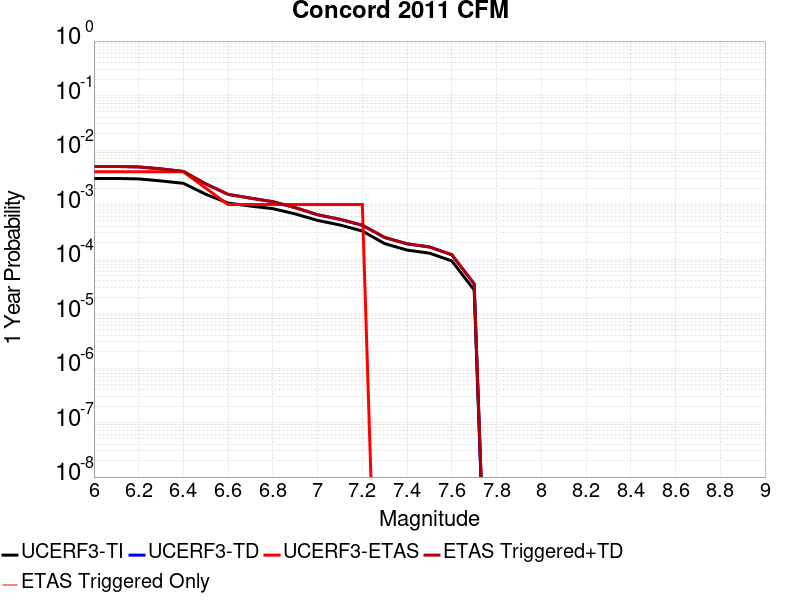 Concord 2011 CFM
1 Year Probability
10^0
10^-1
10^-2
10^-3
10^-4
10^-5
10^-6
10^-7
10^-8
6 6.2 6.4 6.6 6.8 7 7.2 7.4 7.6 7.8 8 8.2 8.4 8.6 8.8 9
Magnitude
UCERF3-TI UCERF3-TD UCERF3-ETAS ETAS Triggered+TD
ETAS Triggered Only